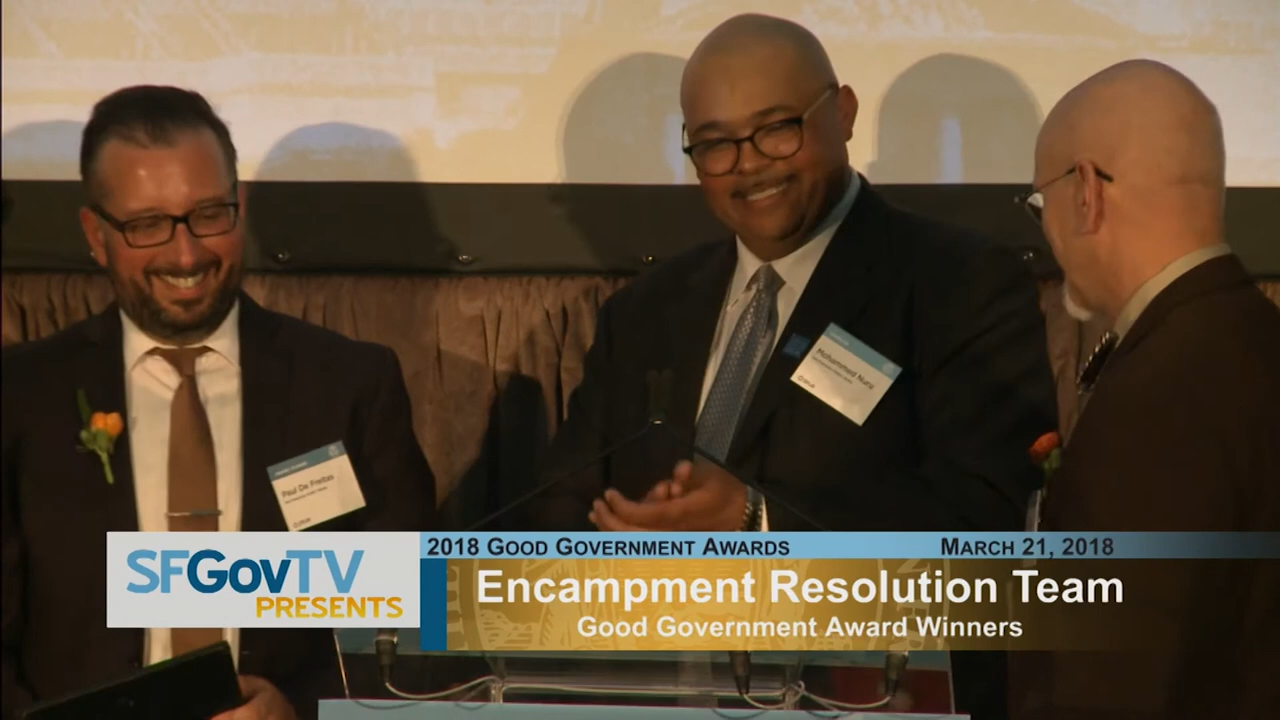 Mohammed Nuru
Paul De Freitas
SFGovTV
PRESENTS
2018 Good Government Awards March 21, 2018
Encampment Resolution Team
Good Government Award Winners